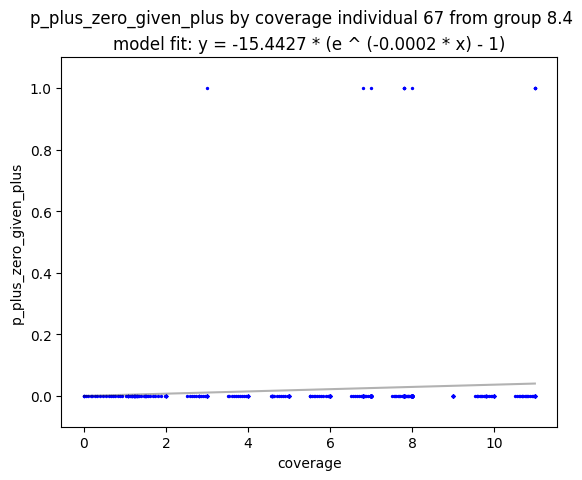 p_plus_zero_given_plus by coverage individual 67 from group 8.4
model fit: y = -15.4427 * (e ^ (-0.0002 * x) - 1)
1.0
0.8
0.6
0.4
0.2
0.0
p_plus_zero_given_plus
0 2 4 6 8 10
coverage